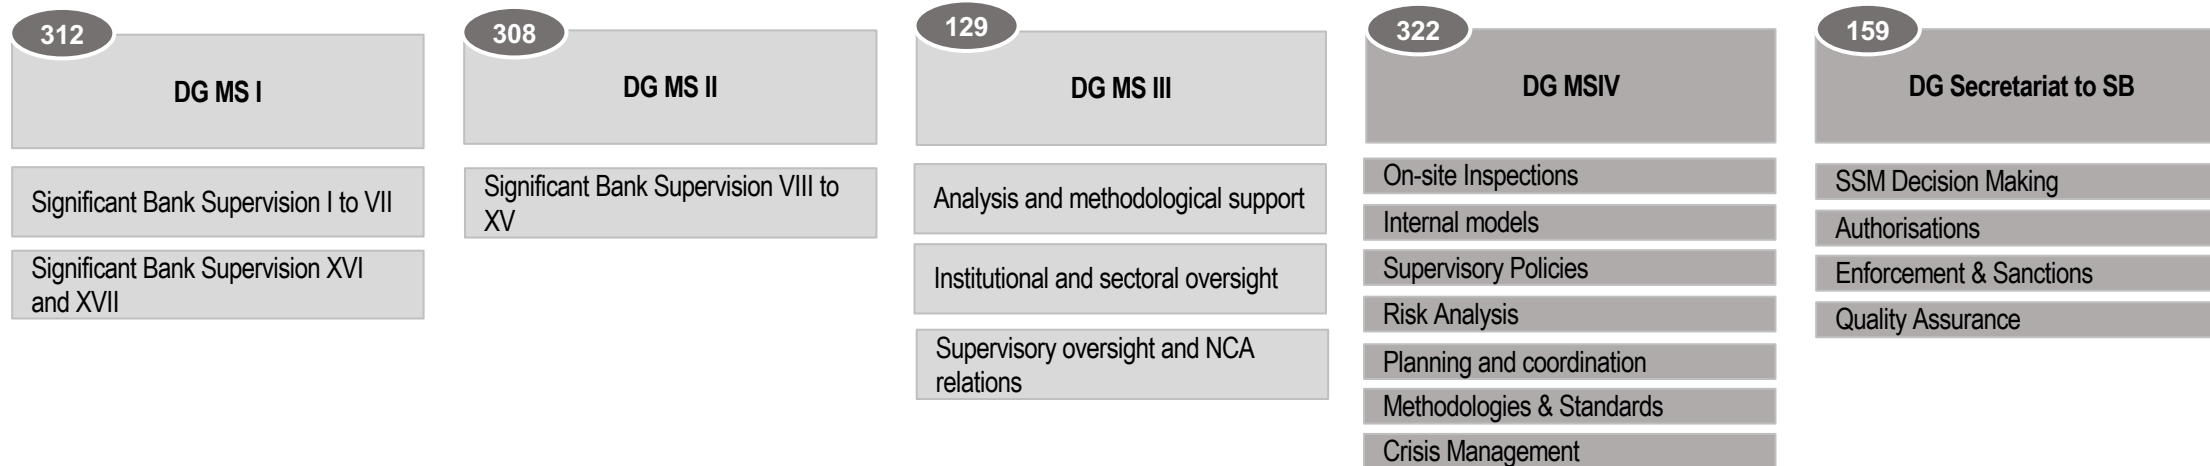 312
DG MS I
Significant Bank Supervision I to VII
Significant Bank Supervision XVI
and XVII
308
DG MS II
Significant Bank Supervision VIII to
XV
129
DG MS III
Analysis and methodological support
Institutional and sectoral oversight
Supervisory oversight and NCA
relations
322
DG MSIV
On-site Inspections
Internal models
Supervisory Policies
Risk Analysis
Planning and coordination
Methodologies & Standards
Crisis Management
159
DG Secretariat to SB
SSM Decision Making
Authorisations
Enforcement & Sanctions
Quality Assurance